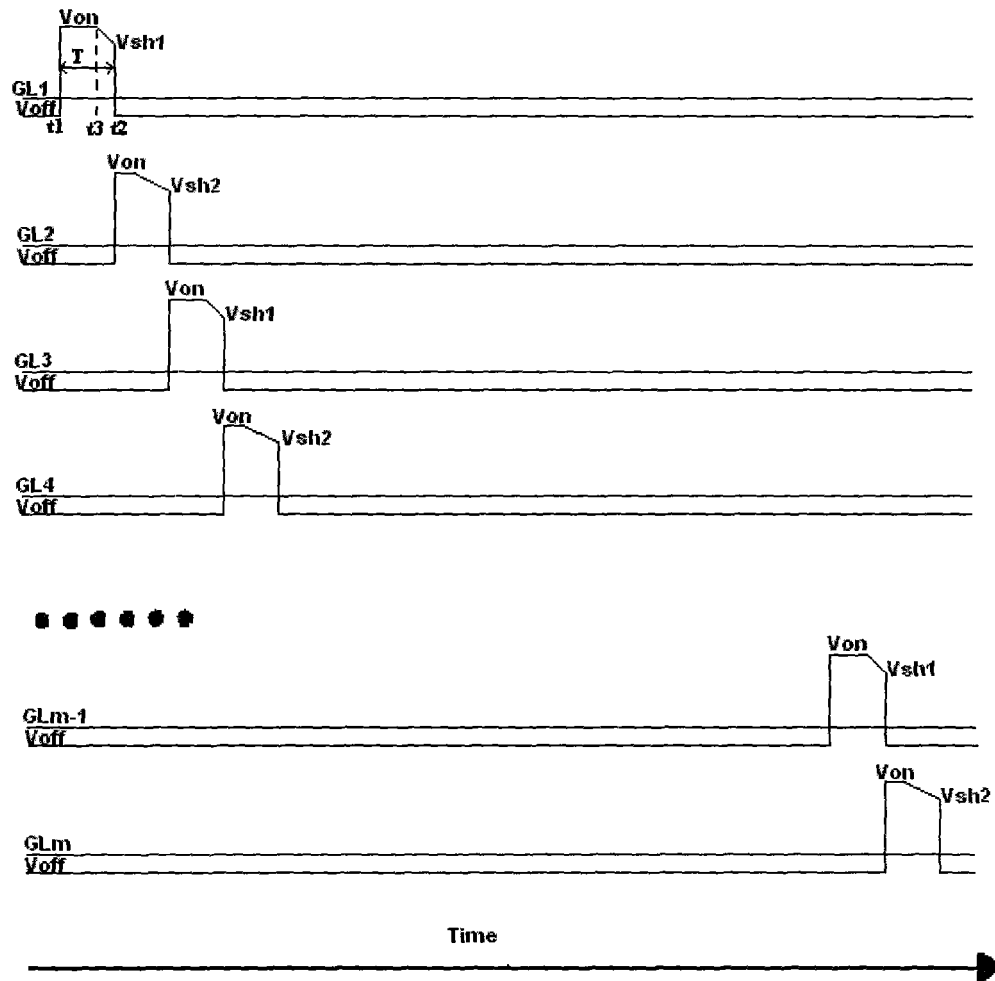 Von
Vsh1
T
GL1
Voff
t1 t3 t2
Von
Vsh2
GL2
Voff
Von
Vsh1
GL3
Voff
Von
Vsh2
GL4
Voff
Von
Vsh1
GLm-1
Voff
Von
Vsh2
GLm
Voff
Time